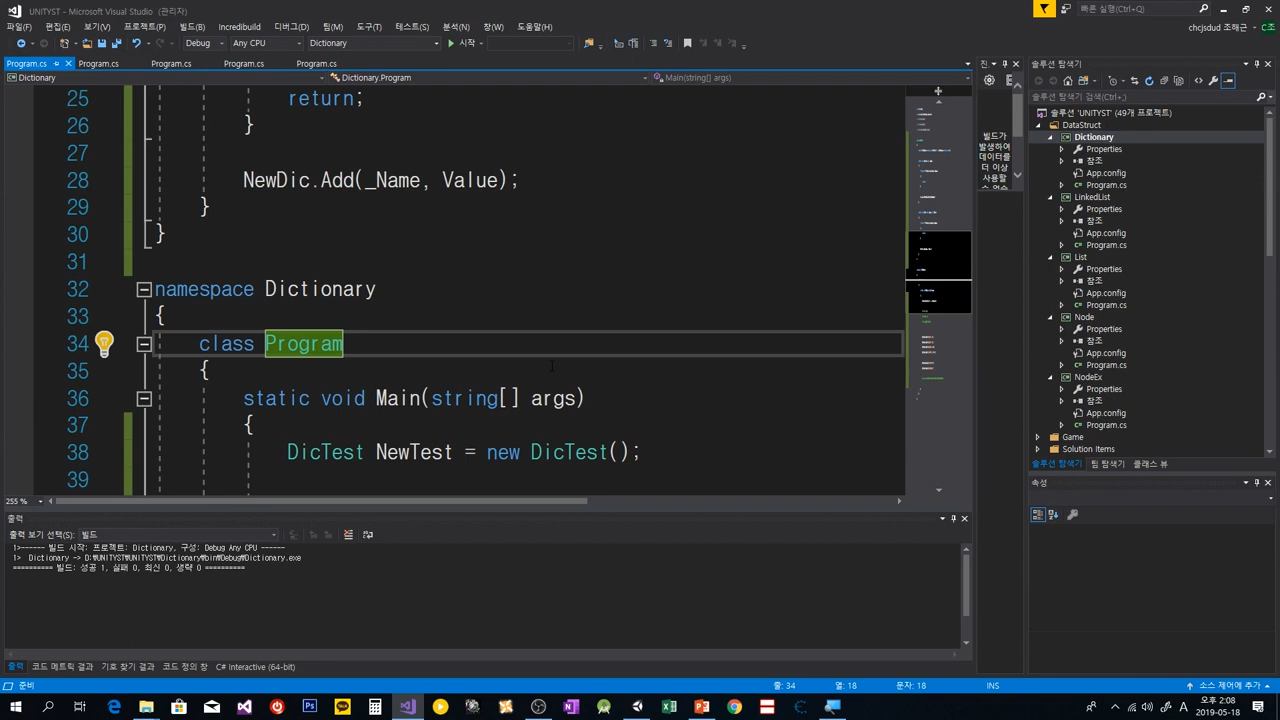 UNITYST - Microsoft Visual Studio (관리자)
빠른 실행(Ctrl+Q)
파일(F) 편집(E) 보기(V) 프로젝트(P) 빌드(B) Incredibuild 디버그(D) 팀(M) 도구(T) 테스트(S) 분석(N) 창(W) 도움말(H)
chcjsdud 조해근
Debug Any CPU Dictionary 시작
Program.cs Program.cs Program.cs Program.cs Program.cs
Dictionary Dictionary.Program Main(string[] args)
25 return;
26 }
27
28 NewDic.Add(_Name, Value);
29 }
30 }
31
32 namespace Dictionary
33 {
34 class Program
35 {
36 static void Main(string[] args)
37 {
38 DicTest NewTest = new DicTest();
39
255 %
진
빌드가
발생하여
데이터를
더 이상
사용할
솔루션 탐색기
솔루션 탐색기 검색(Ctrl+;)
솔루션 'UNITYST' (49개 프로젝트)
DataStruct
Dictionary
Properties
참조
App.config
Program.cs
LinkedList
Properties
참조
App.config
Program.cs
List
Properties
참조
App.config
Program.cs
Node
Properties
참조
App.config
Program.cs
NodeEx
Properties
참조
App.config
Program.cs
Game
Solution Items
솔루션 탐색기 팀 탐색기 클래스 뷰
속성
출력
출력 보기 선택(S): 빌드
1>------ 빌드 시작: 프로젝트: Dictionary, 구성: Debug Any CPU ------
1> Dictionary -> D:₩UNITYST₩UNITYST₩Dictionary₩bin₩Debug₩Dictionary.exe
========== 빌드: 성공 1, 실패 0, 최신 0, 생략 0 ==========
출력 코드 메트릭 결과 기호 찾기 결과 코드 정의 창 C# Interactive (64-bit)
준비 줄: 34 열: 18 문자: 18 INS 소스 제어에 추가
A 오후 2:08
2019-05-18